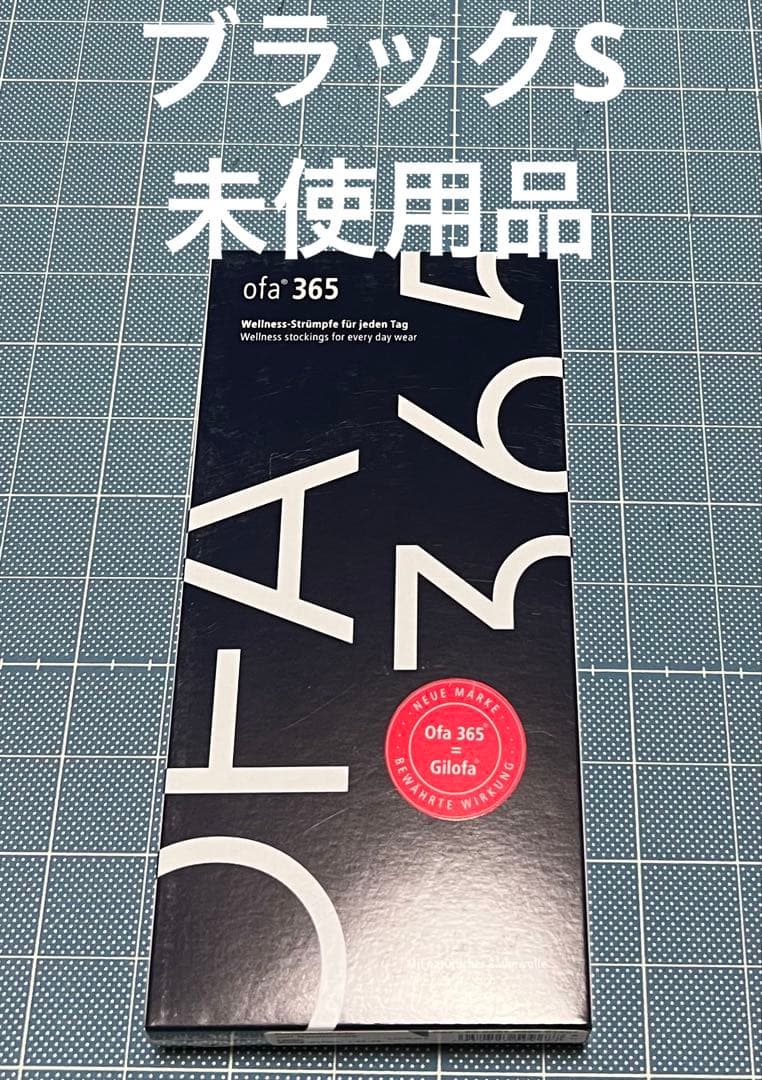 ブラックS
未使用品
ofa® 365
Wellness-Strümpfe für jeden Tag
Wellness stockings for every day wear
OFA
365
NEUE MARKE
Ofa 365®
=
Gilofa®
BEWÄHRTE WIRKUNG